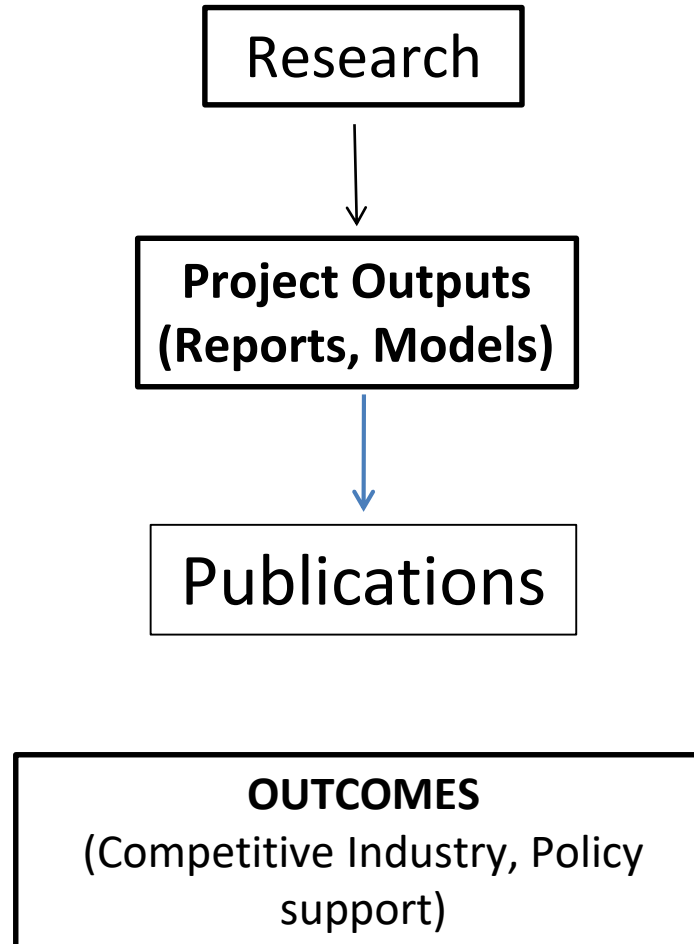 Research
Project Outputs
(Reports, Models)
Publications
OUTCOMES
(Competitive Industry, Policy
support)